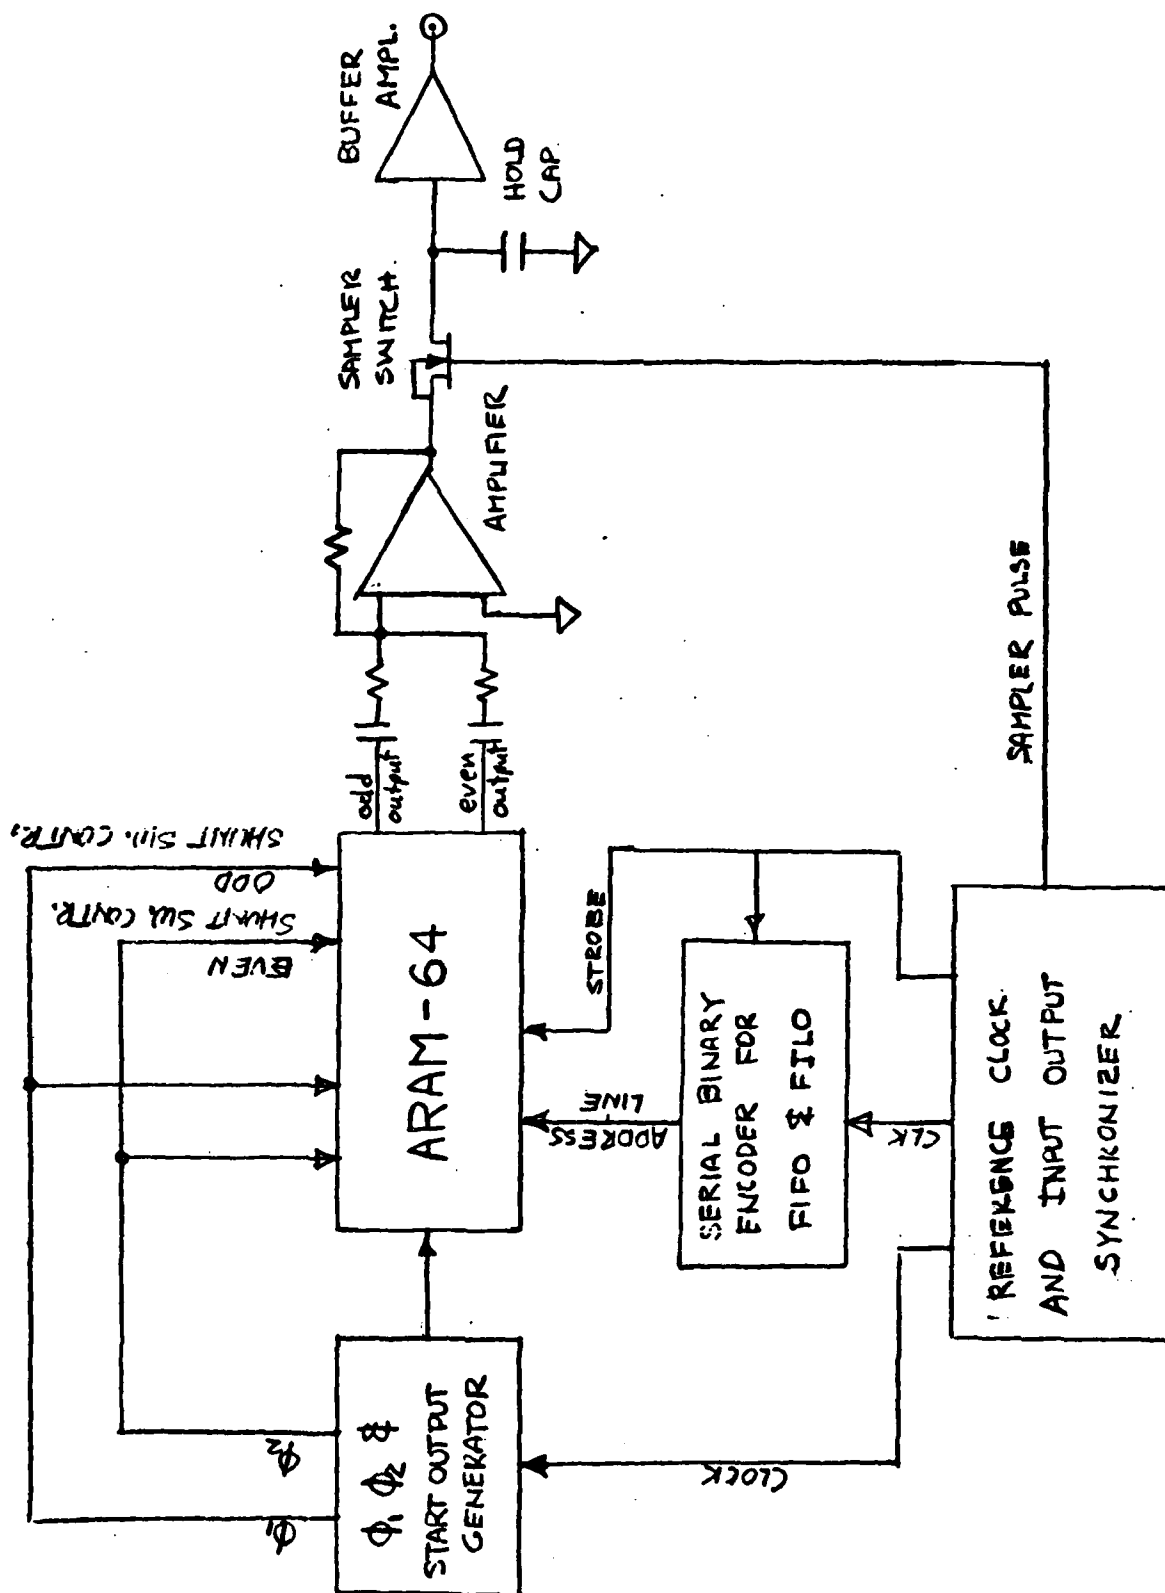 BUFFER
AMPL.
HOLD
CAP.
SAMPLER
SWITCH.
AMPLIFIER
SAMPLER PULSE
odd
output
even
output
SHUNT SW. CONTR.
ODD
SHUNT SW. CONTR.
EVEN
ARAM-64
STROBE
ADDRESS
LINE
SERIAL BINARY
ENCODER FOR
FIFO & FILO
CLK
REFERENCE CLOCK
AND INPUT OUTPUT
SYNCHRONIZER
ϕ1
ϕ2
ϕ1 ϕ2 &
START OUTPUT
GENERATOR
CLOCK